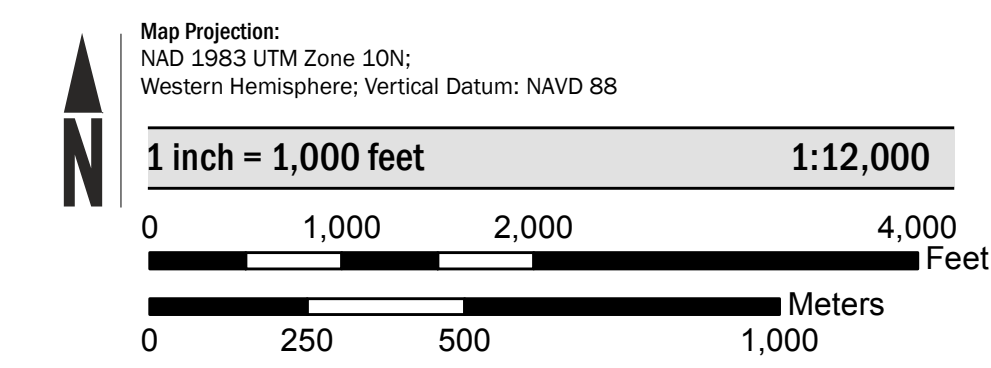 Map Projection:
NAD 1983 UTM Zone 10N;
Western Hemisphere; Vertical Datum: NAVD 88
N
1 inch = 1,000 feet 1:12,000
0 1,000 2,000 4,000
Feet
Meters
0 250 500 1,000